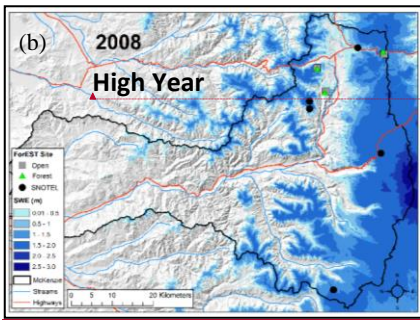 (b)
2008
High Year
ForEST Site
Open
Forest
SNOTEL
SWE (m)
0.01 - 0.5
0.5 - 1
1 - 1.5
1.5 - 2.0
2.0 - 2.5
2.5 - 3.0
McKenzie
Streams
Highways
0 5 10 20 Kilometers